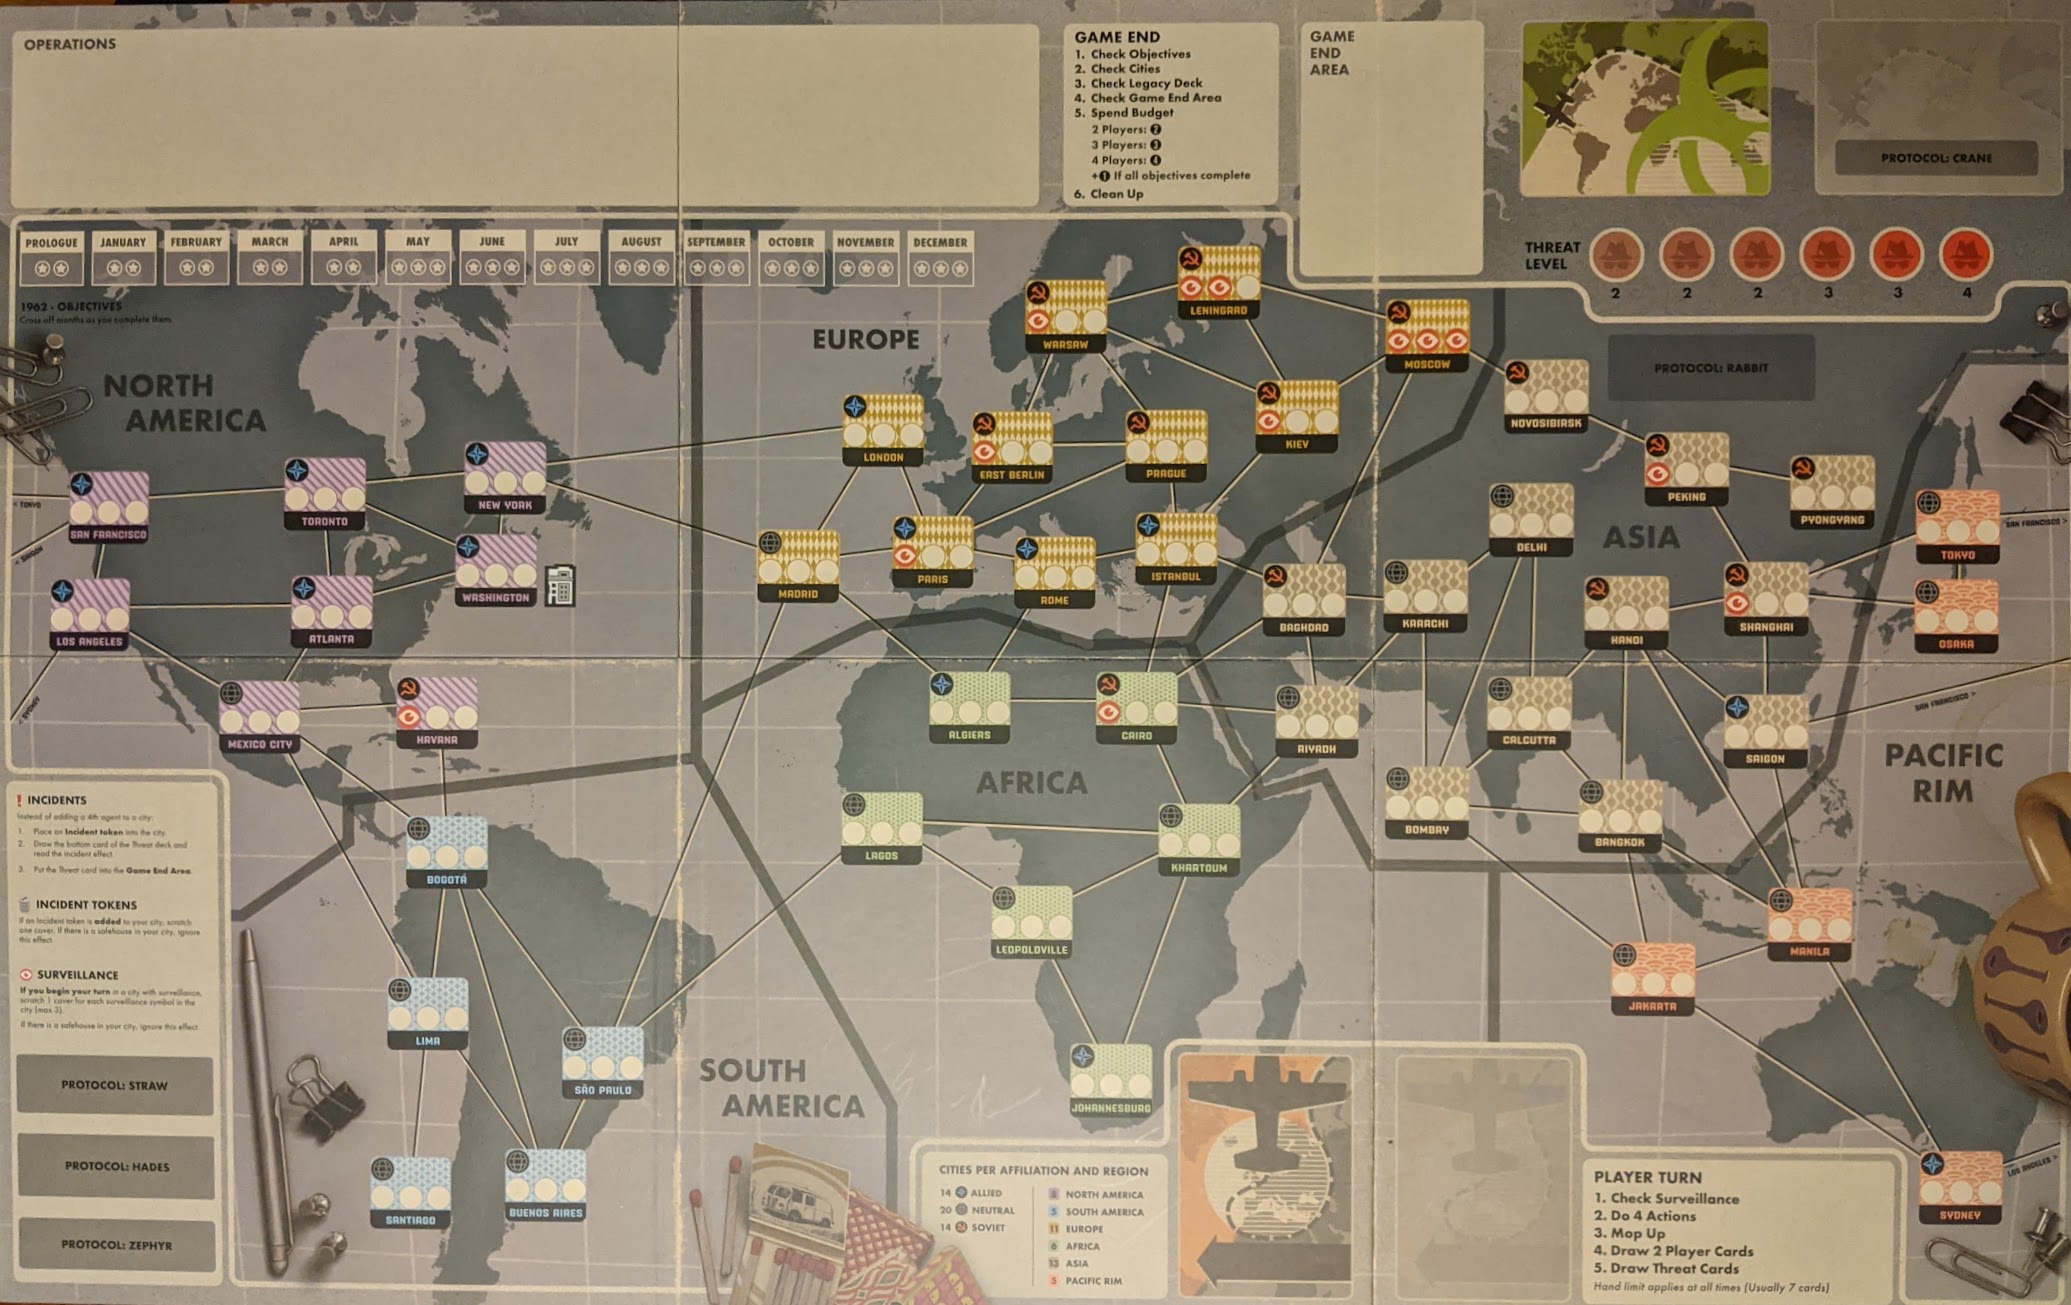 OPERATIONS
GAME END
1. Check Objectives
2. Check Cities
3. Check Legacy Deck
4. Check Game End Area
5. Spend Budget
2 Players: 2
3 Players: 3
4 Players: 4
+1 If all objectives complete
6. Clean Up
GAME
END
AREA
PROTOCOL: CRANE
THREAT
LEVEL
2 2 2 3 3 4
PROLOGUE JANUARY FEBRUARY MARCH APRIL MAY JUNE JULY AUGUST SEPTEMBER OCTOBER NOVEMBER DECEMBER
1962 - OBJECTIVES
Cross off months as you complete them.
PROTOCOL: RABBIT
NORTH
AMERICA
EUROPE
ASIA
AFRICA
PACIFIC
RIM
SOUTH
AMERICA
LENINGRAD
WARSAW
MOSCOW
NOVOSIBIRSK
LONDON
EAST BERLIN
PRAGUE
KIEV
PEKING
PYONGYANG
< TOKYO
SAN FRANCISCO
TORONTO
NEW YORK
DELHI
TOKYO
SAN FRANCISCO >
< SAIGON
LOS ANGELES
ATLANTA
WASHINGTON
MADRID
PARIS
ROME
ISTANBUL
BAGHDAD
KARACHI
HANOI
SHANGHAI
OSAKA
< SYDNEY
MEXICO CITY
HAVANA
ALGIERS
CAIRO
RIYADH
CALCUTTA
SAIGON
SAN FRANCISCO >
BOGOTÁ
LAGOS
KHARTOUM
BOMBAY
BANGKOK
LEOPOLDVILLE
MANILA
LIMA
JAKARTA
SÃO PAULO
JOHANNESBURG
SANTIAGO
BUENOS AIRES
SYDNEY
LOS ANGELES >
! INCIDENTS
Instead of adding a 4th agent to a city:
1. Place an Incident token into the city.
2. Draw the bottom card of the Threat deck and
read the incident effect.
3. Put the Threat card into the Game End Area.
INCIDENT TOKENS
If an Incident token is added to your city, scratch
one cover. If there is a safehouse in your city, ignore
this effect.
SURVEILLANCE
If you begin your turn in a city with surveillance,
scratch 1 cover for each surveillance symbol in the
city (max 3).
If there is a safehouse in your city, ignore this effect.
PROTOCOL: STRAW
PROTOCOL: HADES
PROTOCOL: ZEPHYR
CITIES PER AFFILIATION AND REGION
14 ALLIED
20 NEUTRAL
14 SOVIET
8 NORTH AMERICA
5 SOUTH AMERICA
11 EUROPE
6 AFRICA
13 ASIA
5 PACIFIC RIM
PLAYER TURN
1. Check Surveillance
2. Do 4 Actions
3. Mop Up
4. Draw 2 Player Cards
5. Draw Threat Cards
Hand limit applies at all times (Usually 7 cards)